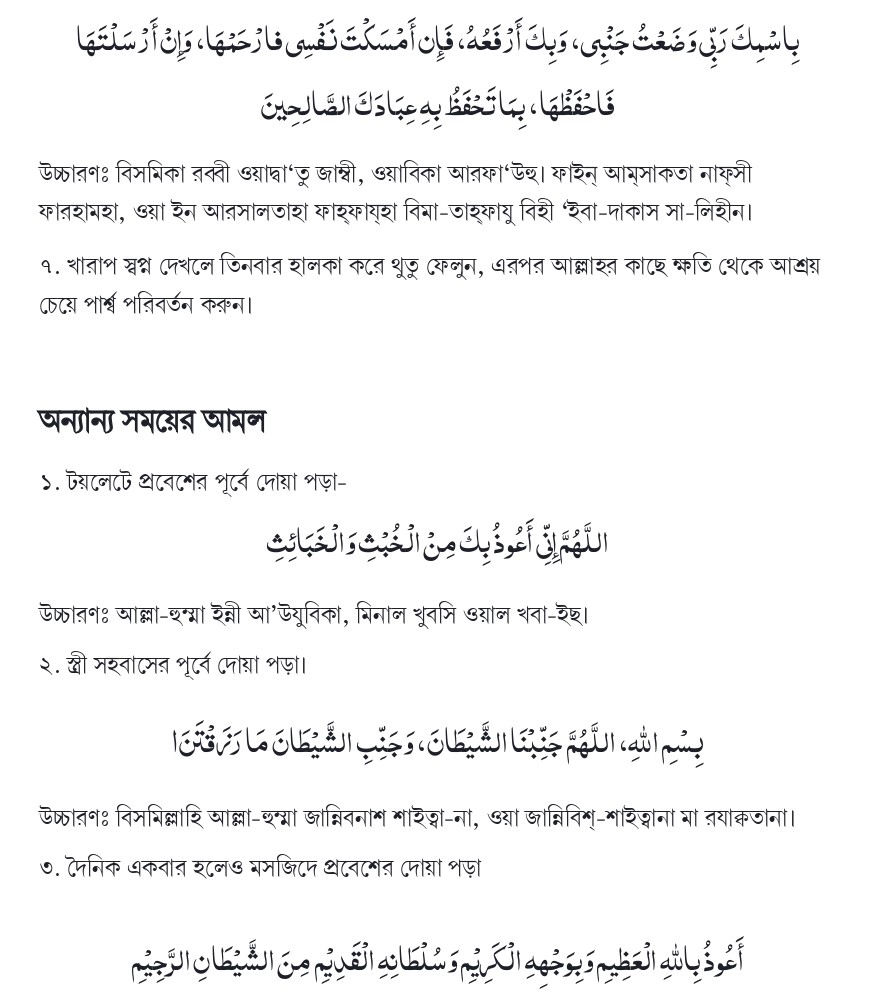 بِاسْمِكَ رَبِّي وَضَعْتُ جَنْبِي، وَبِكَ أَرْفَعُهُ، فَإِن أَمْسَكْتَ نَفْسِي فارْحَمْهَا، وَإِنْ أَرْسَلْتَهَا
فَاحْفَظْهَا، بِمَا تَحْفَظُ بِهِ عِبَادَكَ الصَّالِحِينَ
উচ্চারণঃ বিসমিকা রব্বী ওয়াদ্বা‘তু জাম্বী, ওয়াবিকা আরফা‘উহু। ফাইন্ আম্‌সাকতা নাফ্‌সী
ফারহামহা, ওয়া ইন আরসালতাহা ফাহ্‌ফায্‌হা বিমা-তাহ্‌ফাযু বিহী ‘ইবা-দাকাস সা-লিহীন।
৭. খারাপ স্বপ্ন দেখলে তিনবার হালকা করে থুতু ফেলুন, এরপর আল্লাহর কাছে ক্ষতি থেকে আশ্রয়
চেয়ে পার্শ্ব পরিবর্তন করুন।
অন্যান্য সময়ের আমল
১. টয়লেটে প্রবেশের পূর্বে দোয়া পড়া-
اللَّهُمَّ إِنِّي أَعُوذُ بِكَ مِنْ الْخُبْثِ وَالْخَبَائِثِ
উচ্চারণঃ আল্লা-হুম্মা ইন্নী আ’উযুবিকা, মিনাল খুবসি ওয়াল খবা-ইছ।
২. স্ত্রী সহবাসের পূর্বে দোয়া পড়া।
بِسْمِ اللهِ، اللَّهُمَّ جَنِّبْنَا الشَّيْطَانَ، وَجَنِّبِ الشَّيْطَانَ مَا رَزَقْتَنَا
উচ্চারণঃ বিসমিল্লাহি আল্লা-হুম্মা জান্নিবনাশ শাইত্বা-না, ওয়া জান্নিবিশ্-শাইত্বানা মা রযাক্বতানা।
৩. দৈনিক একবার হলেও মসজিদে প্রবেশের দোয়া পড়া
أَعُوذُ بِاللهِ الْعَظِيمِ وَبِوَجْهِهِ الْكَرِيْمِ وَسُلْطَانِهِ الْقَدِيْمِ مِنَ الشَّيْطَانِ الرَّجِيْمِ